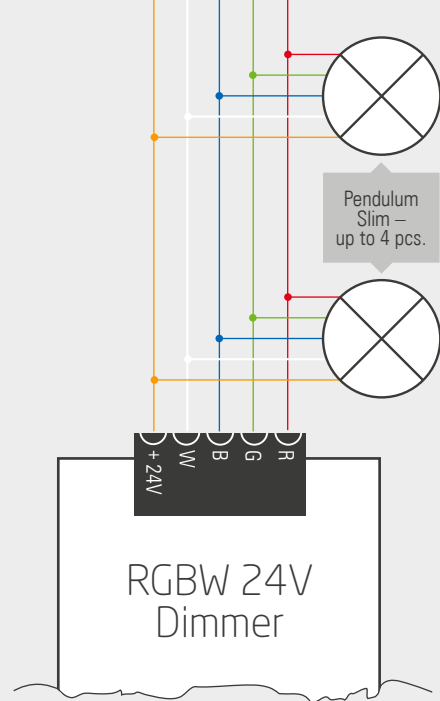 Pendulum
Slim –
up to 4 pcs.
+ 24V
W
B
G
R
RGBW 24V
Dimmer